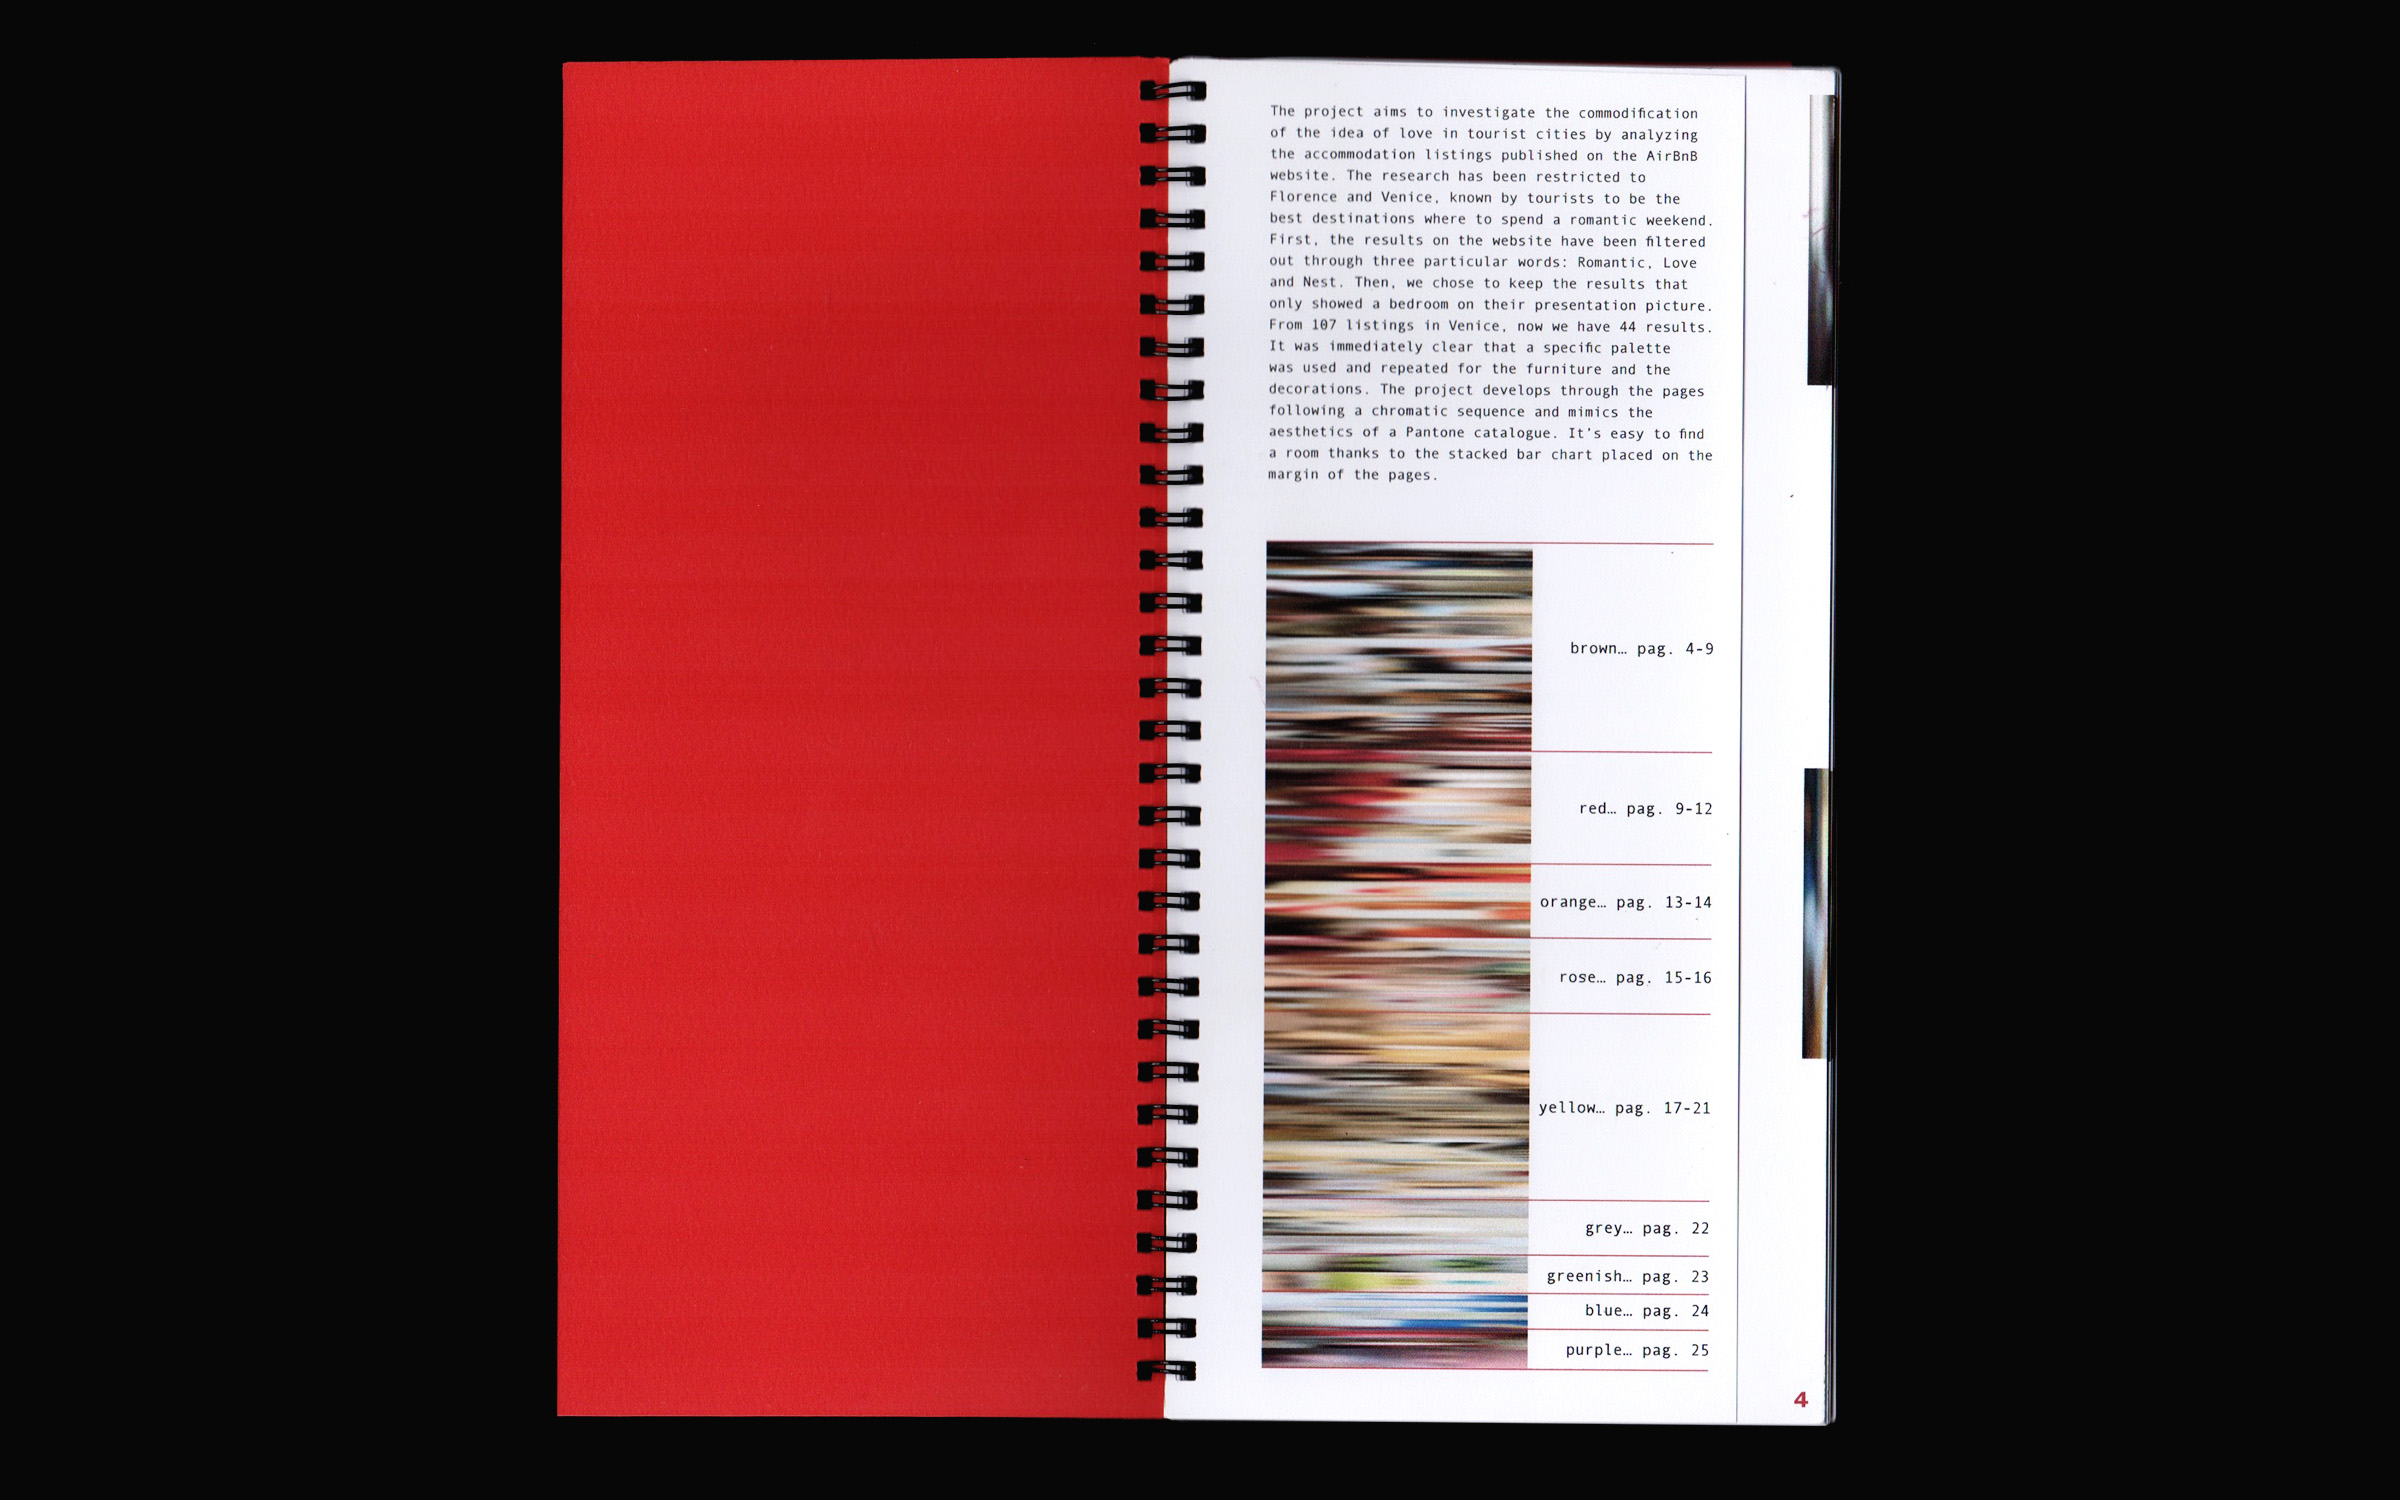 The project aims to investigate the commodification
of the idea of love in tourist cities by analyzing
the accommodation listings published on the AirBnB
website. The research has been restricted to
Florence and Venice, known by tourists to be the
best destinations where to spend a romantic weekend.
First, the results on the website have been filtered
out through three particular words: Romantic, Love
and Nest. Then, we chose to keep the results that
only showed a bedroom on their presentation picture.
From 107 listings in Venice, now we have 44 results.
It was immediately clear that a specific palette
was used and repeated for the furniture and the
decorations. The project develops through the pages
following a chromatic sequence and mimics the
aesthetics of a Pantone catalogue. It's easy to find
a room thanks to the stacked bar chart placed on the
margin of the pages.
brown… pag. 4-9
red… pag. 9-12
orange… pag. 13-14
rose… pag. 15-16
yellow… pag. 17-21
grey… pag. 22
greenish… pag. 23
blue… pag. 24
purple… pag. 25
4